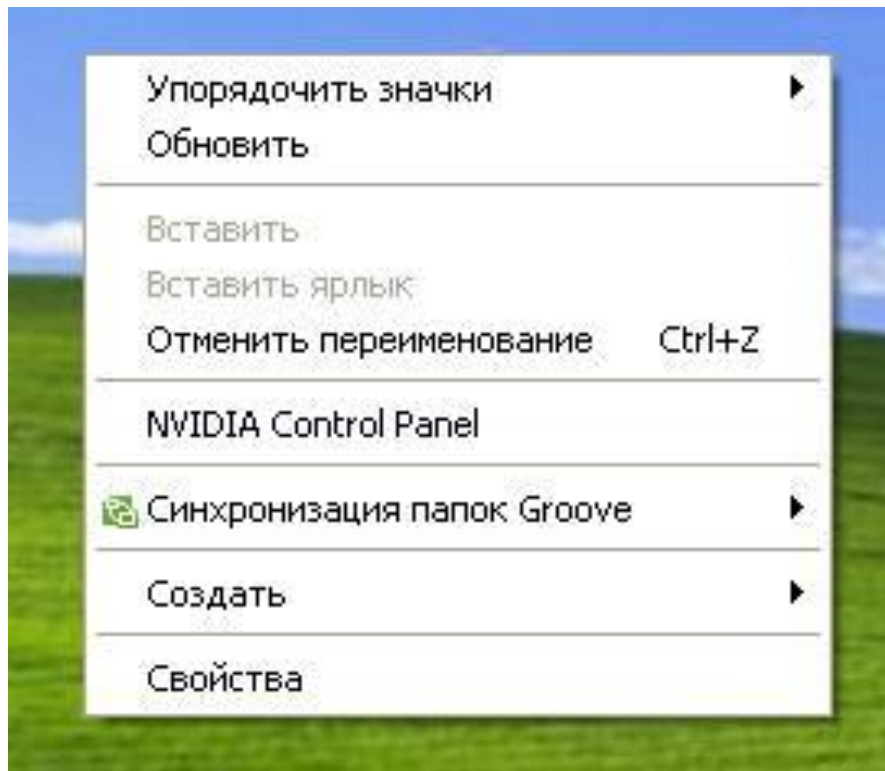 Упорядочить значки
Обновить
Вставить
Вставить ярлык
Отменить переименование Ctrl+Z
NVIDIA Control Panel
Синхронизация папок Groove
Создать
Свойства